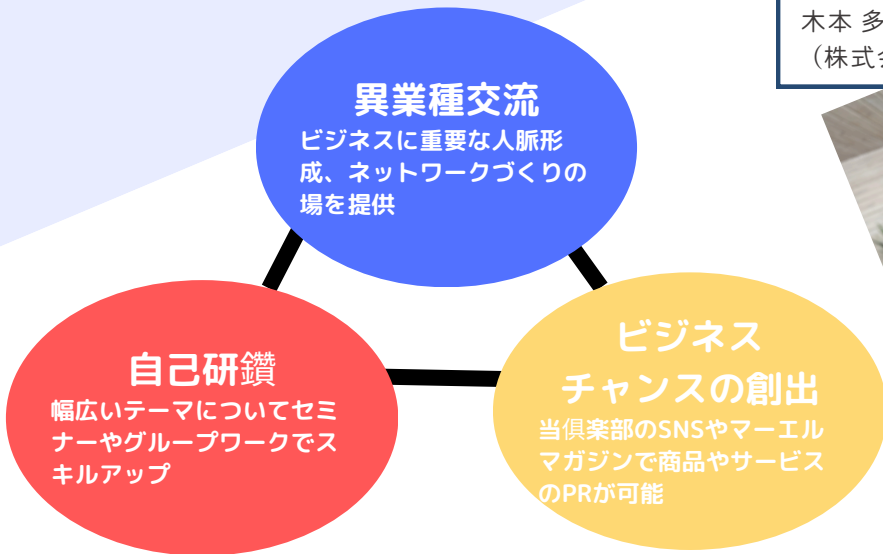 木本 多
（株式会
異業種交流
ビジネスに重要な人脈形
成、ネットワークづくりの
場を提供
自己研鑽
幅広いテーマについてセミ
ナーやグループワークでス
キルアップ
ビジネス
チャンスの創出
当倶楽部のSNSやマーエル
マガジンで商品やサービス
のPRが可能